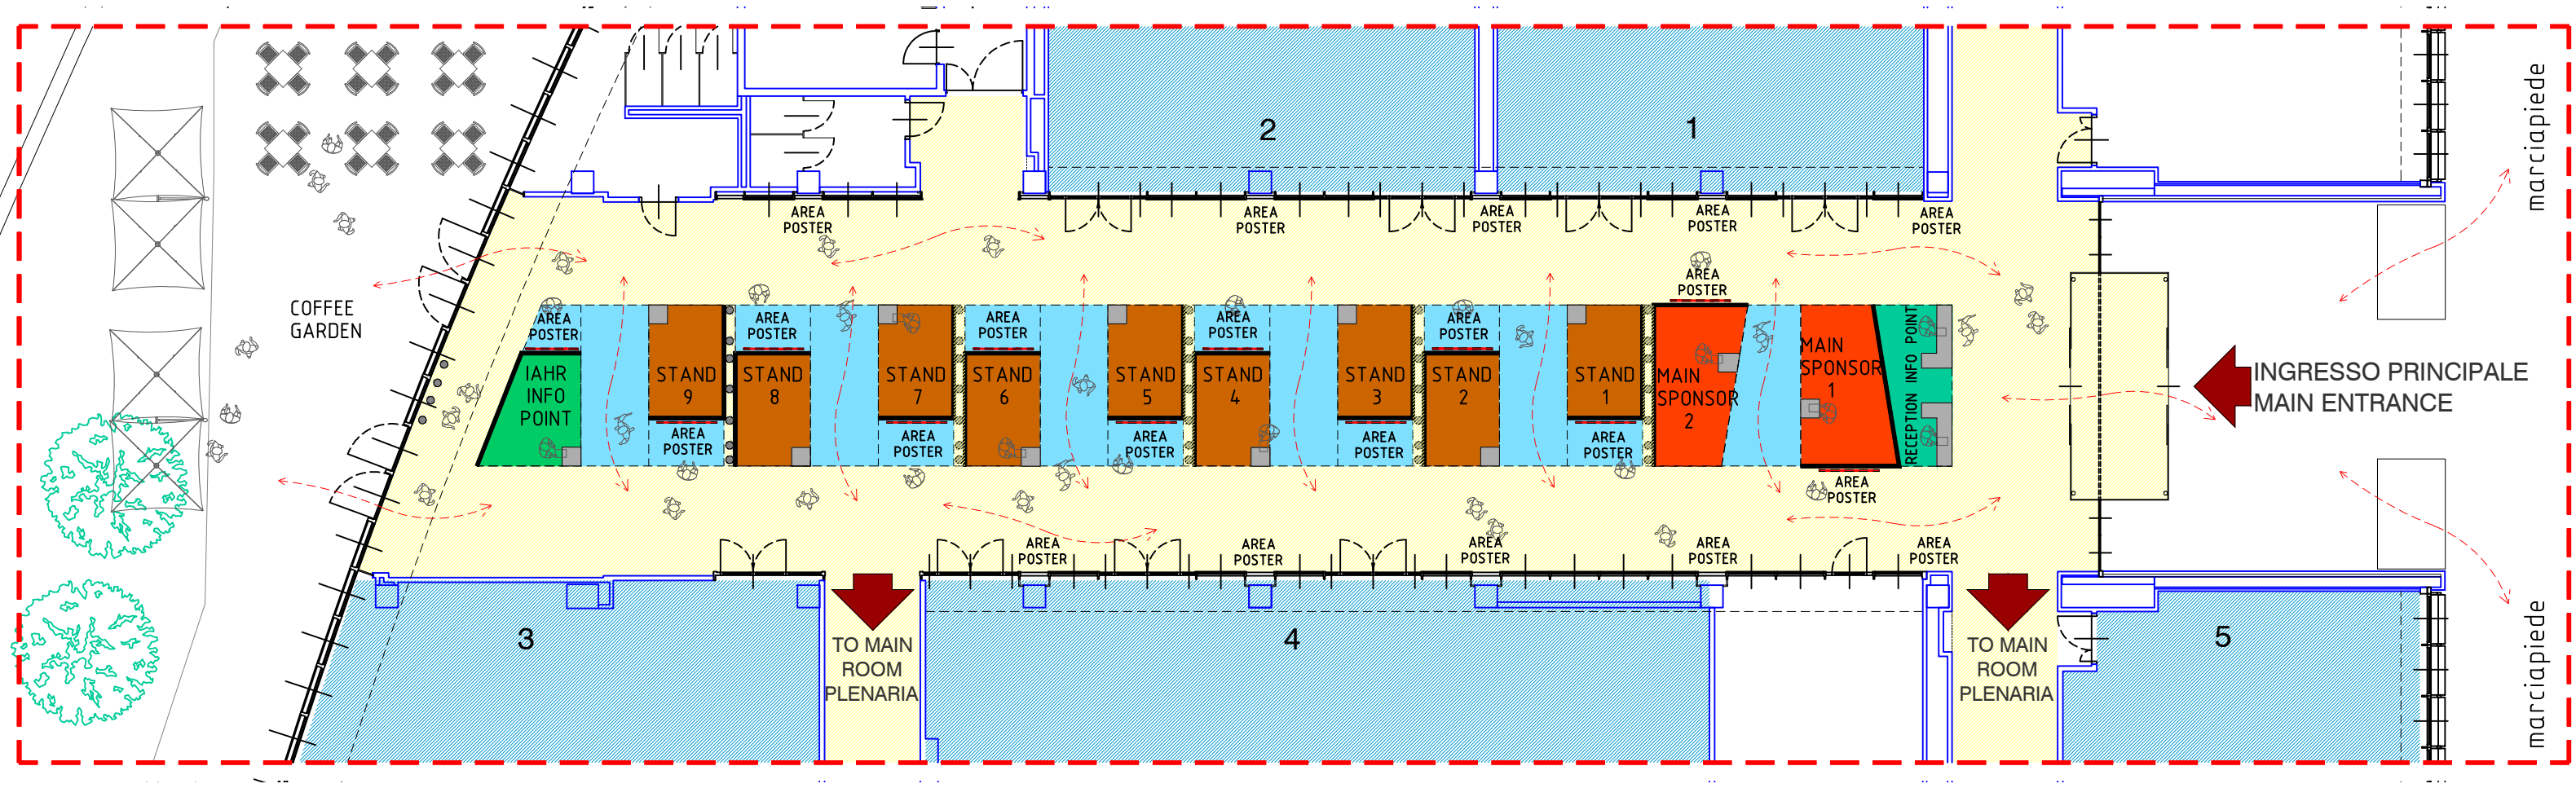 marciapiede
2
1
AREA
POSTER
AREA
POSTER
AREA
POSTER
AREA
POSTER
AREA
POSTER
COFFEE
GARDEN
AREA
POSTER
IAHR
INFO
POINT
STAND
9
AREA
POSTER
AREA
POSTER
STAND
8
STAND
7
AREA
POSTER
AREA
POSTER
STAND
6
STAND
5
AREA
POSTER
AREA
POSTER
STAND
4
STAND
3
AREA
POSTER
AREA
POSTER
STAND
2
STAND
1
AREA
POSTER
AREA
POSTER
MAIN
SPONSOR
2
MAIN
SPONSOR
1
AREA
POSTER
RECEPTION INFO POINT
INGRESSO PRINCIPALE
MAIN ENTRANCE
AREA
POSTER
AREA
POSTER
AREA
POSTER
AREA
POSTER
AREA
POSTER
3
TO MAIN
ROOM
PLENARIA
4
TO MAIN
ROOM
PLENARIA
5
marciapiede